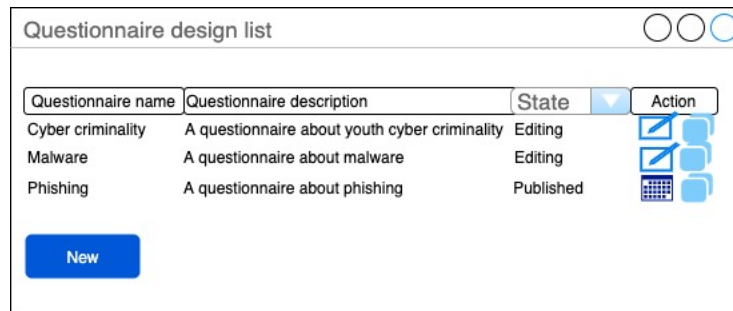 Questionnaire design list
Questionnaire name Questionnaire description State Action
Cyber criminality A questionnaire about youth cyber criminality Editing
Malware A questionnaire about malware Editing
Phishing A questionnaire about phishing Published
New